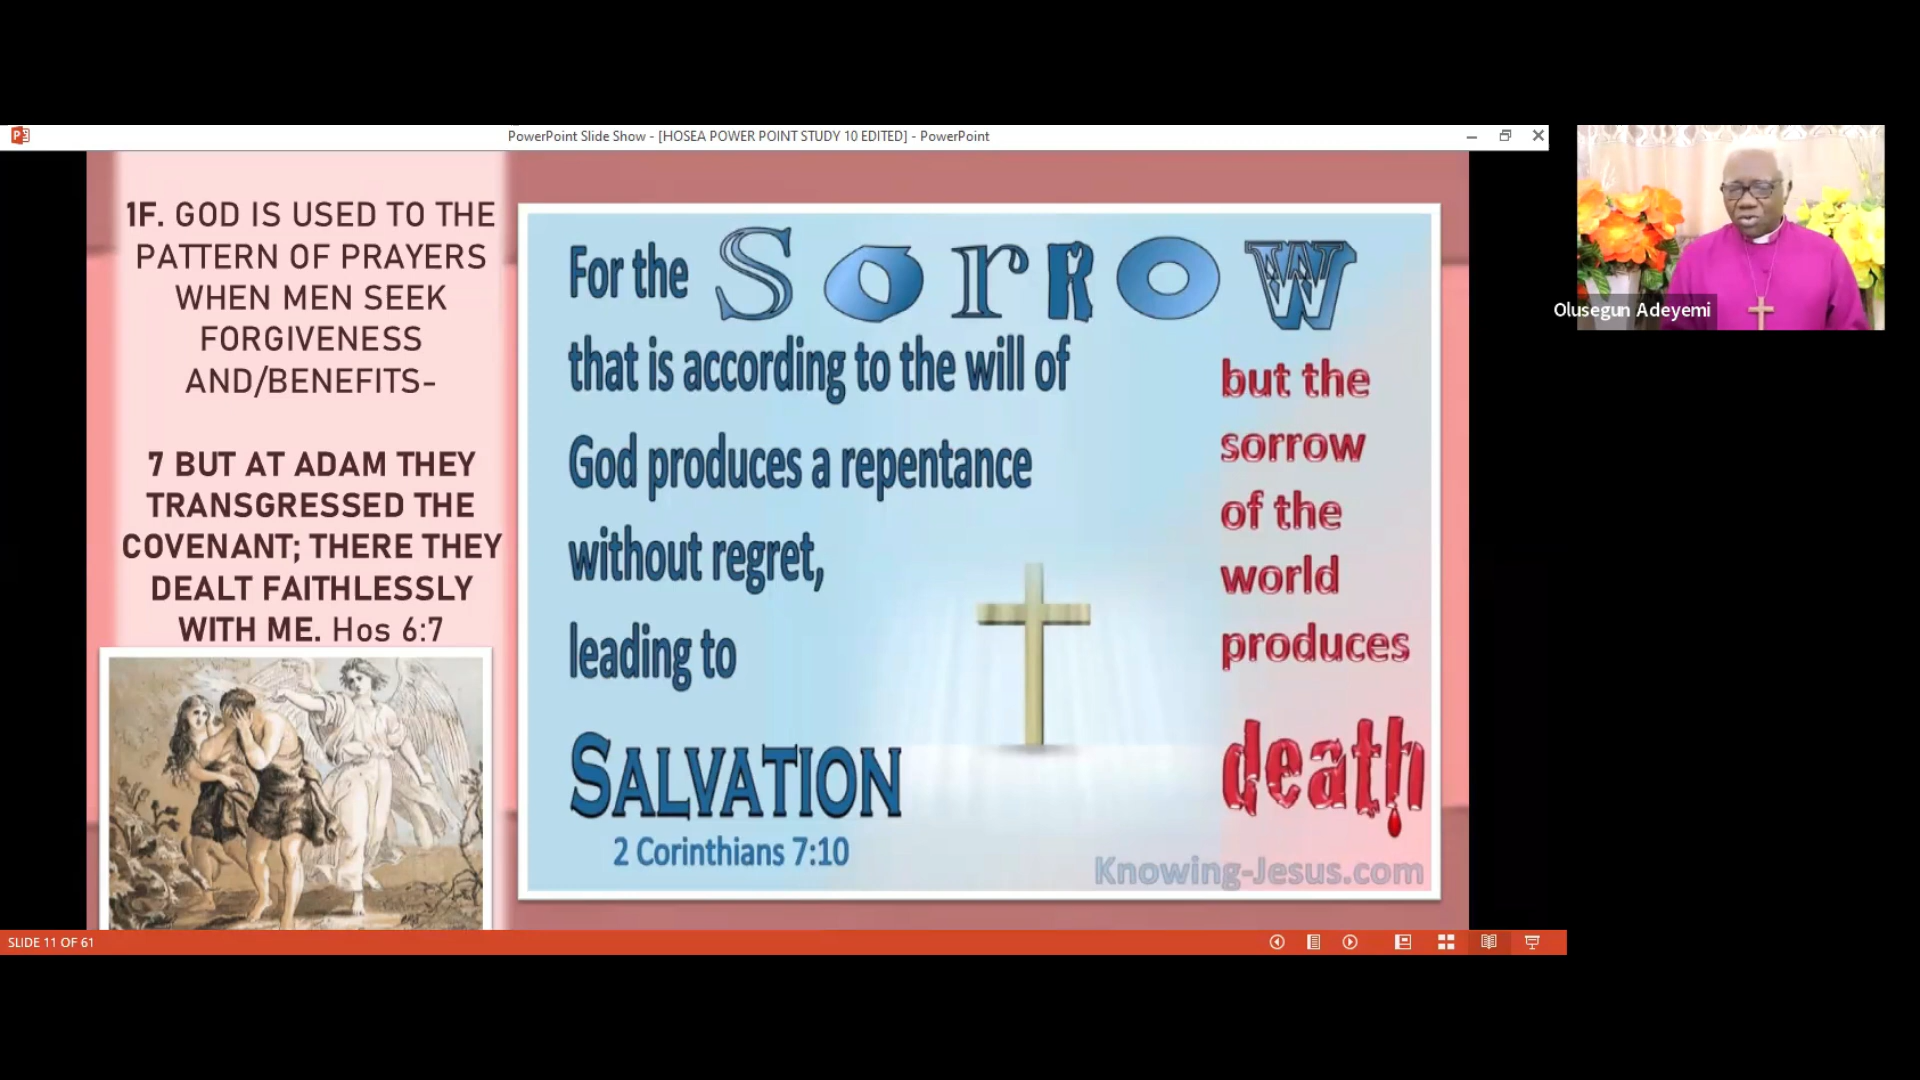 PowerPoint Slide Show - [HOSEA POWER POINT STUDY 10 EDITED] - PowerPoint
1F. GOD IS USED TO THE
PATTERN OF PRAYERS
WHEN MEN SEEK
FORGIVENESS
AND/BENEFITS-
7 BUT AT ADAM THEY
TRANSGRESSED THE
COVENANT; THERE THEY
DEALT FAITHLESSLY
WITH ME. Hos 6:7
For the SorRoW
that is according to the will of
God produces a repentance
without regret,
leading to
SALVATION
2 Corinthians 7:10
but the
sorrow
of the
world
produces
death
Knowing-Jesus.com
Olusegun Adeyemi
SLIDE 11 OF 61